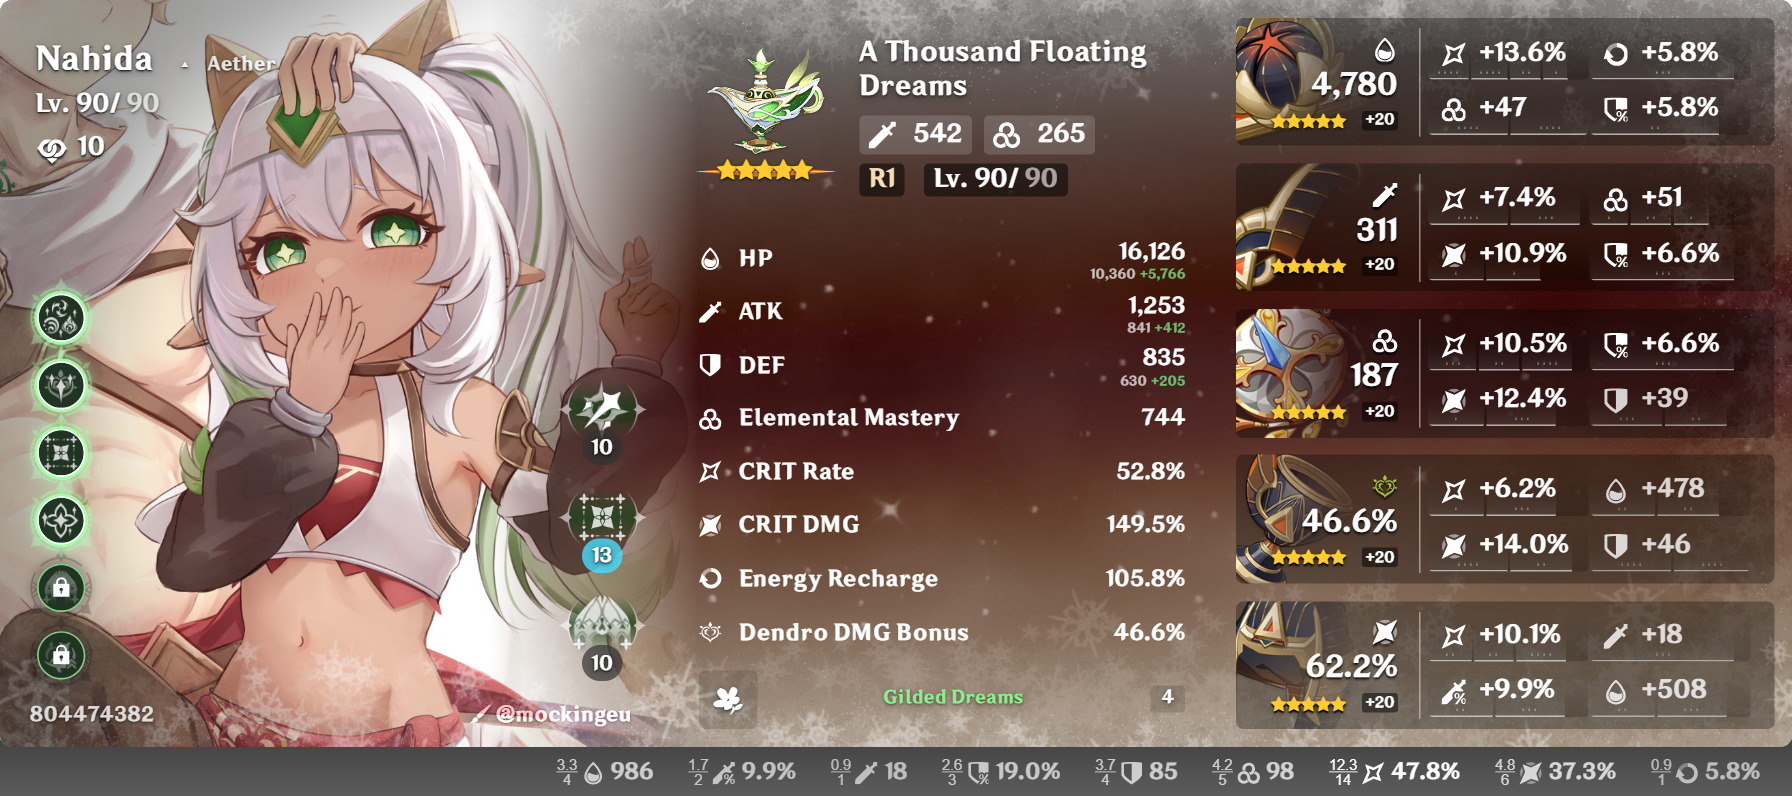 Nahida
Aether
Lv. 90/ 90
10
10
13
10
804474382
@mockingeu
A Thousand Floating
Dreams
542
265
R1
Lv. 90/ 90
HP 16,126
10,360 +5,766
ATK 1,253
841 +412
DEF 835
630 +205
Elemental Mastery 744
CRIT Rate 52.8%
CRIT DMG 149.5%
Energy Recharge 105.8%
Dendro DMG Bonus 46.6%
Gilded Dreams 4
4,780
+20
+13.6% +5.8%
+47 +5.8%
311
+20
+7.4% +51
+10.9% +6.6%
187
+20
+10.5% +6.6%
+12.4% +39
46.6%
+20
+6.2% +478
+14.0% +46
62.2%
+20
+10.1% +18
+9.9% +508
3.3/4 986 1.7/2 % 9.9% 0.9/1 18 2.6/3 % 19.0% 3.7/4 85 4.2/5 98 12.3/14 47.8% 4.8/6 37.3% 0.9/1 5.8%